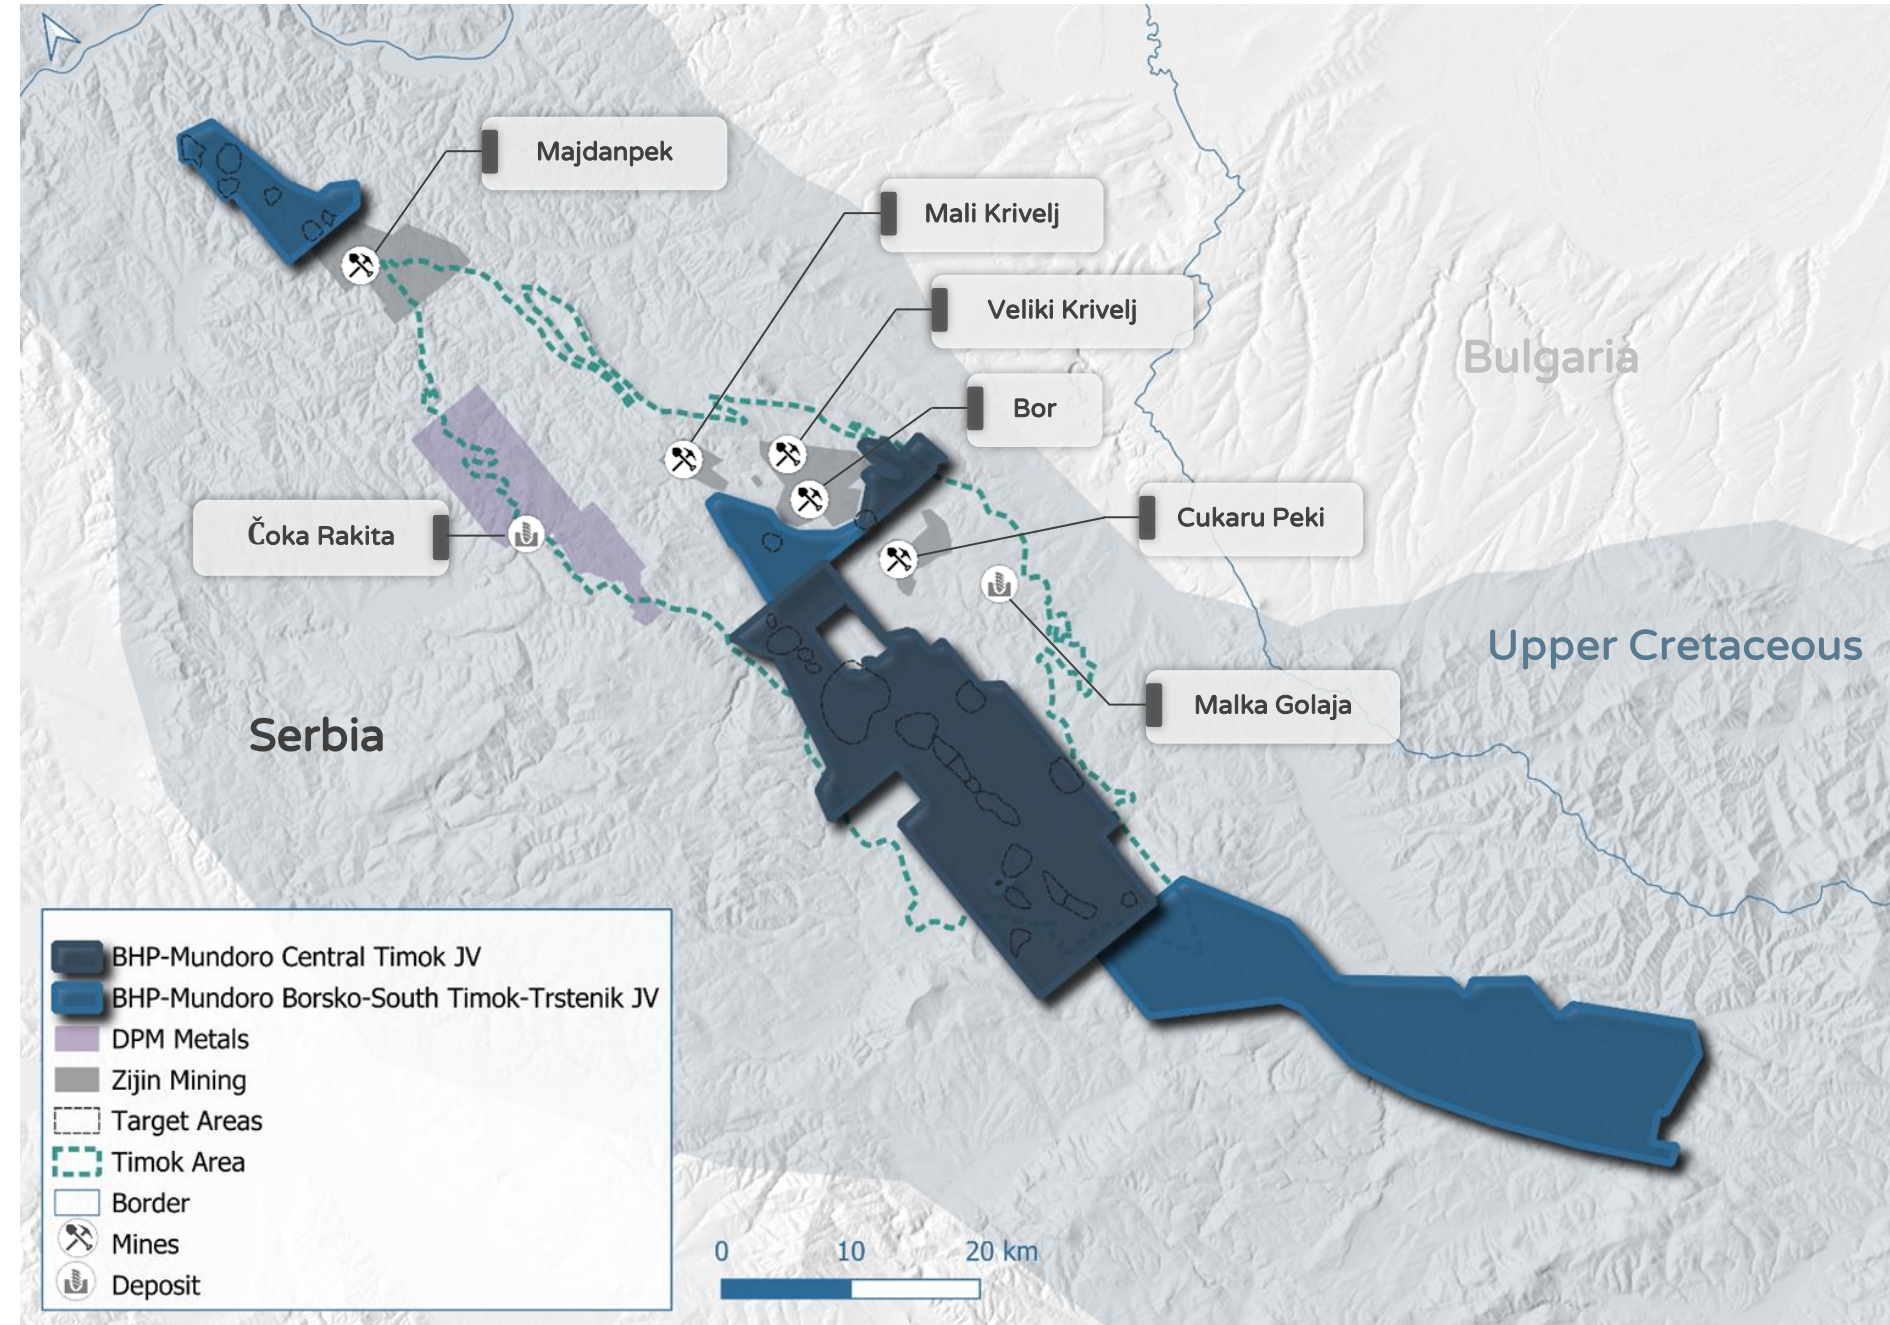 Majdanpek
Mali Krivelj
Veliki Krivelj
Bulgaria
Bor
Čoka Rakita
Cukaru Peki
Upper Cretaceous
Malka Golaja
Serbia
BHP-Mundoro Central Timok JV
BHP-Mundoro Borsko-South Timok-Trstenik JV
DPM Metals
Zijin Mining
Target Areas
Timok Area
Border
Mines
Deposit
0 10 20 km